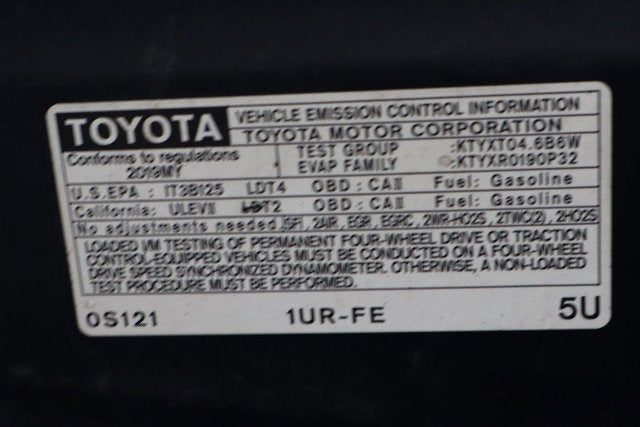 TOYOTA
VEHICLE EMISSION CONTROL INFORMATION
TOYOTA MOTOR CORPORATION
Conforms to regulations
2019MY
TEST GROUP :KTYXT04.6B6W
EVAP FAMILY :KTYXR0190P32
U.S.EPA : IT3B125 LDT4 OBD : CAII Fuel: Gasoline
California: ULEVII LDT2 OBD : CAII Fuel: Gasoline
No adjustments needed. SFI, 2AIR, EGR, EGRC, 2WR-HO2S, 2TWC(2), 2HO2S
LOADED I/M TESTING OF PERMANENT FOUR-WHEEL DRIVE OR TRACTION
CONTROL-EQUIPPED VEHICLES MUST BE CONDUCTED ON A FOUR-WHEEL
DRIVE SPEED SYNCHRONIZED DYNAMOMETER. OTHERWISE, A NON-LOADED
I/M TEST MUST BE PERFORMED.
0S121 1UR-FE 5U